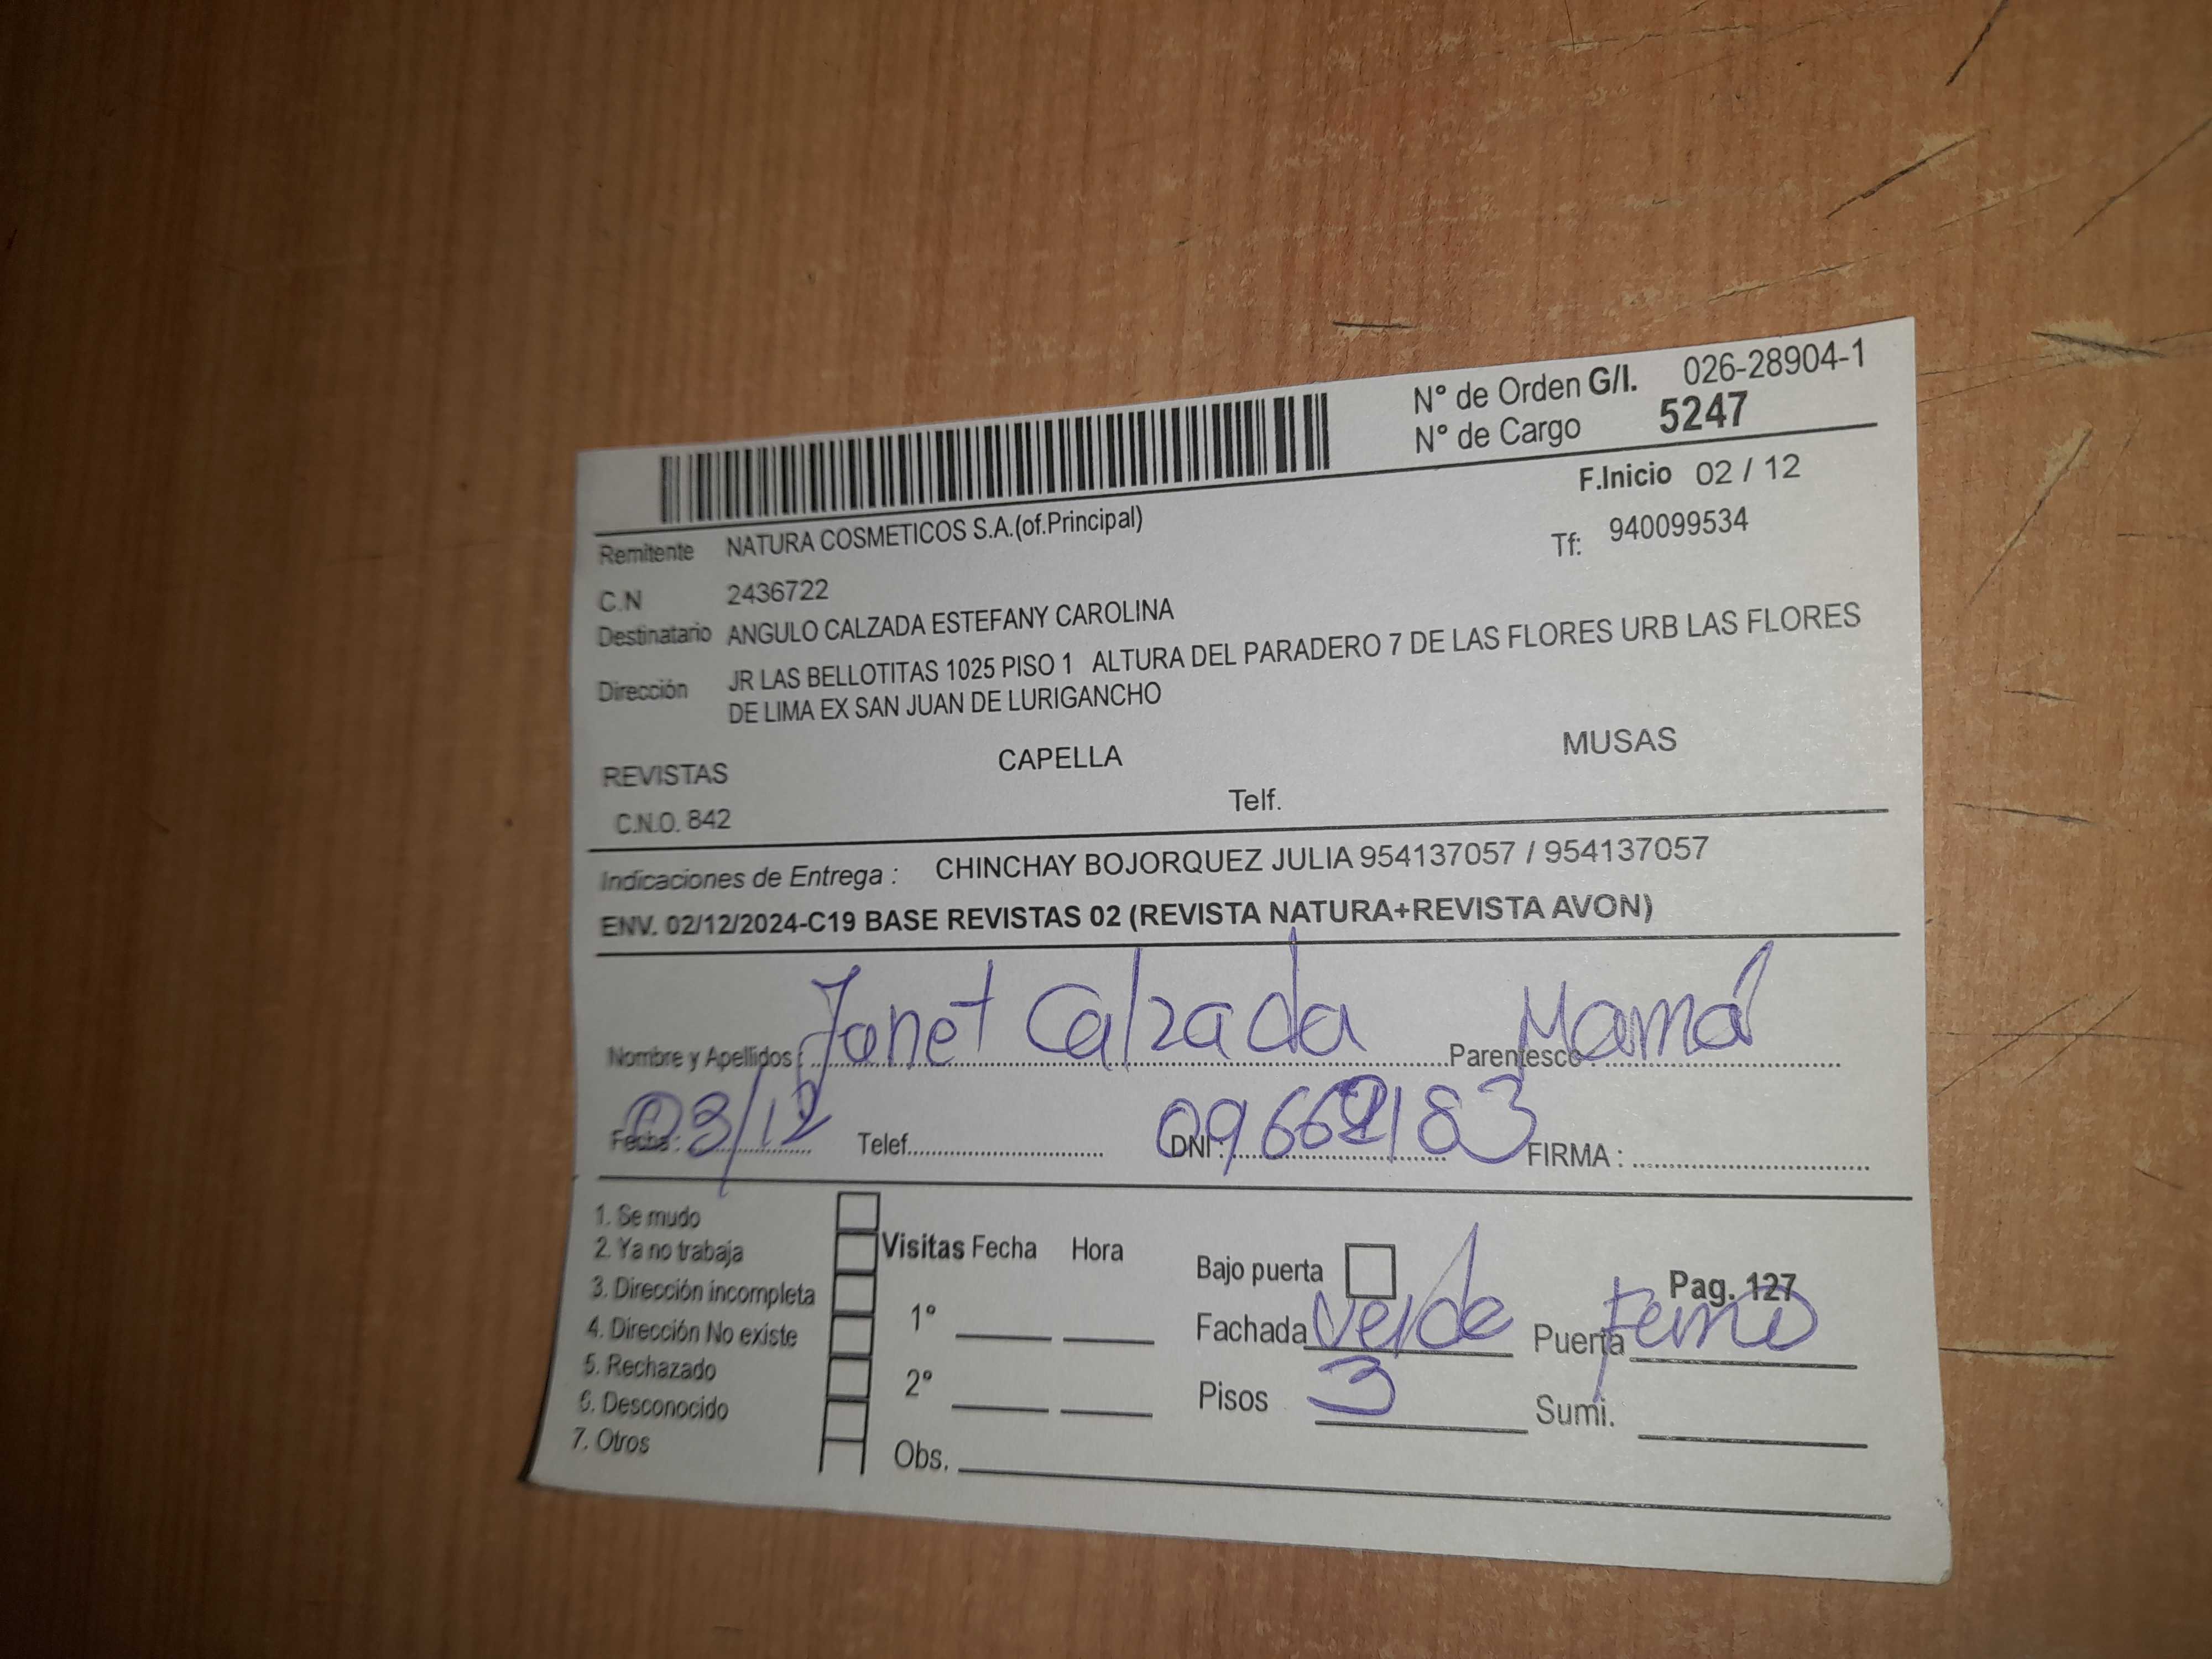 N° de Orden G/I. 026-28904-1
N° de Cargo 5247
F.Inicio 02 / 12
Remitente NATURA COSMETICOS S.A.(of.Principal)
Tf: 940099534
C.N 2436722
Destinatario ANGULO CALZADA ESTEFANY CAROLINA
Dirección JR LAS BELLOTITAS 1025 PISO 1 ALTURA DEL PARADERO 7 DE LAS FLORES URB LAS FLORES
DE LIMA EX SAN JUAN DE LURIGANCHO
REVISTAS CAPELLA MUSAS
C.N.O. 842 Telf.
Indicaciones de Entrega : CHINCHAY BOJORQUEZ JULIA 954137057 / 954137057
ENV. 02/12/2024-C19 BASE REVISTAS 02 (REVISTA NATURA+REVISTA AVON)
Nombre y Apellidos : Janet Calzada Parentesco : Mamá
Fecha : 03/12 Telef. DNI : FIRMA :
1. Se mudo
2. Ya no trabaja
3. Dirección incompleta
4. Dirección No existe
5. Rechazado
6. Desconocido
7. Otros
Visitas Fecha Hora
1°
2°
Obs.
Bajo puerta Pag. 127
Fachada Verde Puerta
Pisos 3 Sumi.